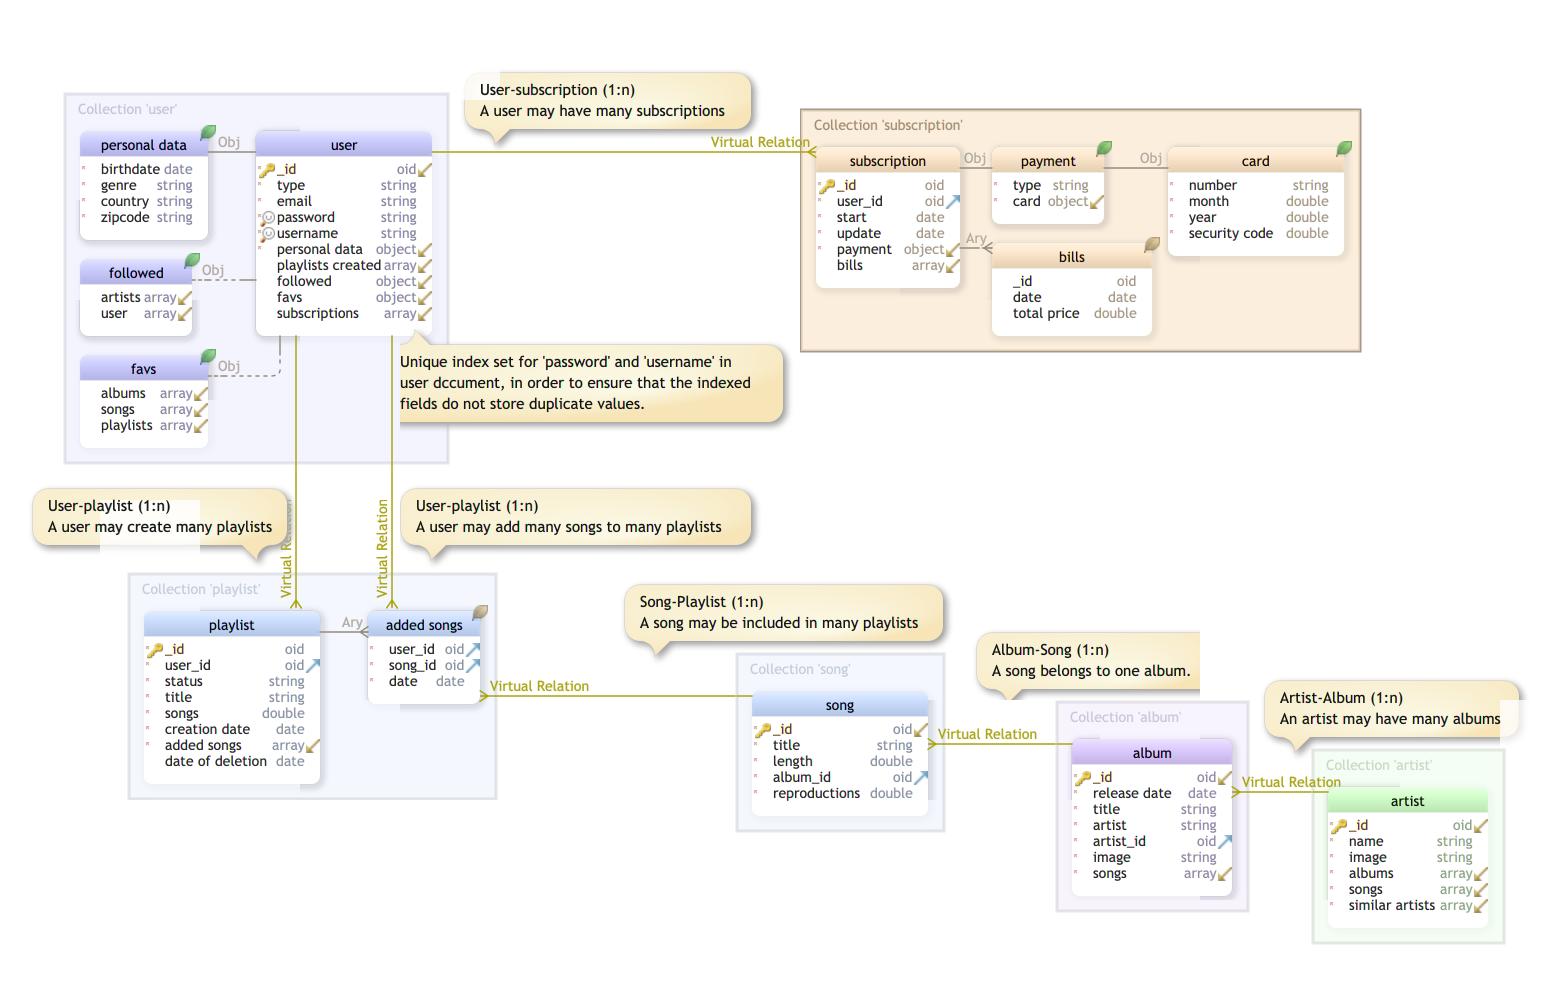 User-subscription (1:n)
A user may have many subscriptions
Collection 'user'
personal data
Obj
birthdate date
genre string
country string
zipcode string
user
_id oid
type string
email string
password string
username string
personal data object
playlists created array
followed object
favs object
subscriptions array
followed
Obj
artists array
user array
favs
Obj
albums array
songs array
playlists array
Virtual Relation
Collection 'subscription'
subscription
_id oid
user_id oid
start date
update date
payment object
bills array
Obj
payment
type string
card object
Obj
card
number string
month double
year double
security code double
Ary
bills
_id oid
date date
total price double
Unique index set for 'password' and 'username' in
user dccument, in order to ensure that the indexed
fields do not store duplicate values.
User-playlist (1:n)
A user may create many playlists
Virtual Relation
Virtual Relation
User-playlist (1:n)
A user may add many songs to many playlists
Collection 'playlist'
playlist
_id oid
user_id oid
status string
title string
songs double
creation date date
added songs array
date of deletion date
Ary
added songs
user_id oid
song_id oid
date date
Song-Playlist (1:n)
A song may be included in many playlists
Virtual Relation
Collection 'song'
song
_id oid
title string
length double
album_id oid
reproductions double
Album-Song (1:n)
A song belongs to one album.
Virtual Relation
Collection 'album'
album
_id oid
release date date
title string
artist string
artist_id oid
image string
songs array
Artist-Album (1:n)
An artist may have many albums
Virtual Relation
Collection 'artist'
artist
_id oid
name string
image string
albums array
songs array
similar artists array